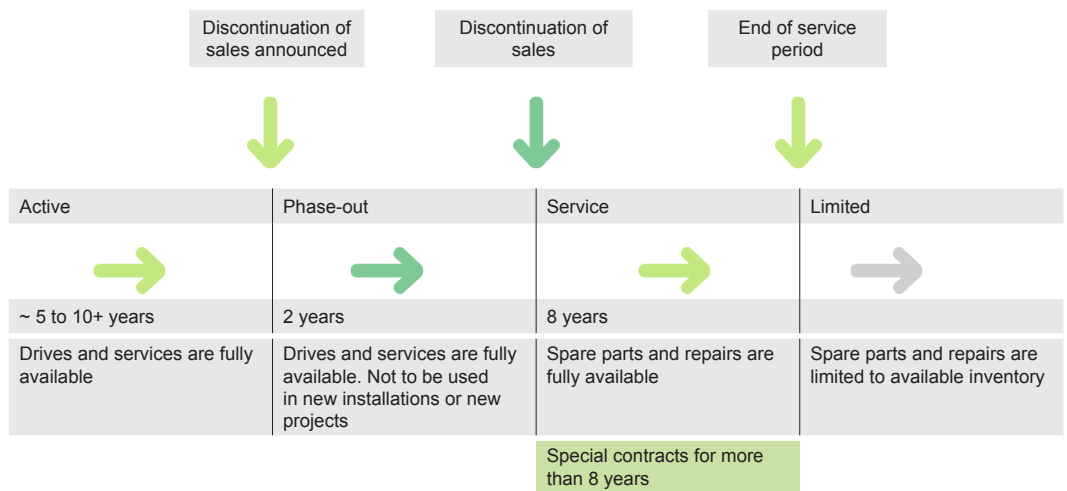 Discontinuation of
sales announced
Discontinuation of
sales
End of service
period
Active
Phase-out
Service
Limited
~ 5 to 10+ years
2 years
8 years
Drives and services are fully
available
Drives and services are fully
available. Not to be used
in new installations or new
projects
Spare parts and repairs are
fully available
Spare parts and repairs are
limited to available inventory
Special contracts for more
than 8 years